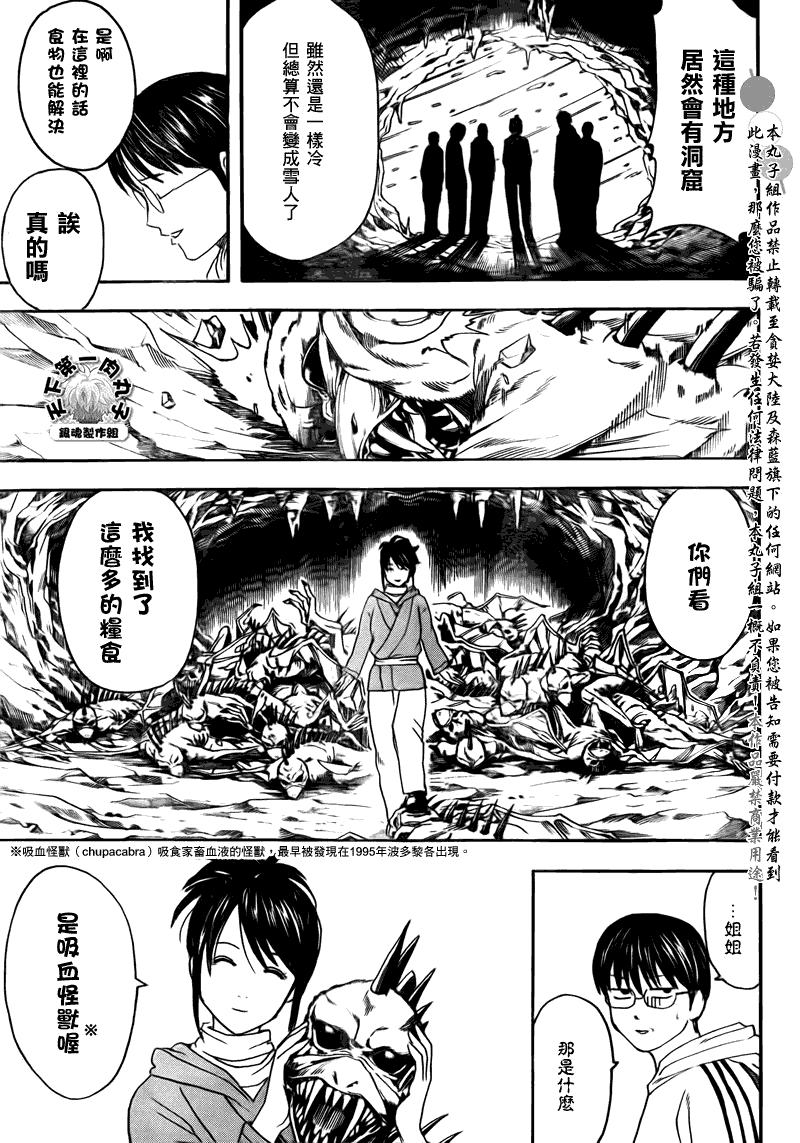 這種地方
居然會有洞窟
雖然還是一樣冷
但總算不會變成雪人了
是啊
在這裡的話
食物也能解決
誒
真的嗎
天下第一肉丸子
銀魂製作組
你們看
我找到了
這麼多的糧食
※吸血怪獸（chupacabra）吸食家畜血液的怪獸，最早被發現在1995年波多黎各出現。
…姐姐
那是什麼
是吸血怪獸喔※
本丸子組作品禁止轉載至貪婪大陸及森藍旗下的任何網站。如果您被告知需要付款才能看到
此漫畫，那麼您被騙了。若發生任何法律問題，本丸子組一概不負責！本作品嚴禁商業用途！